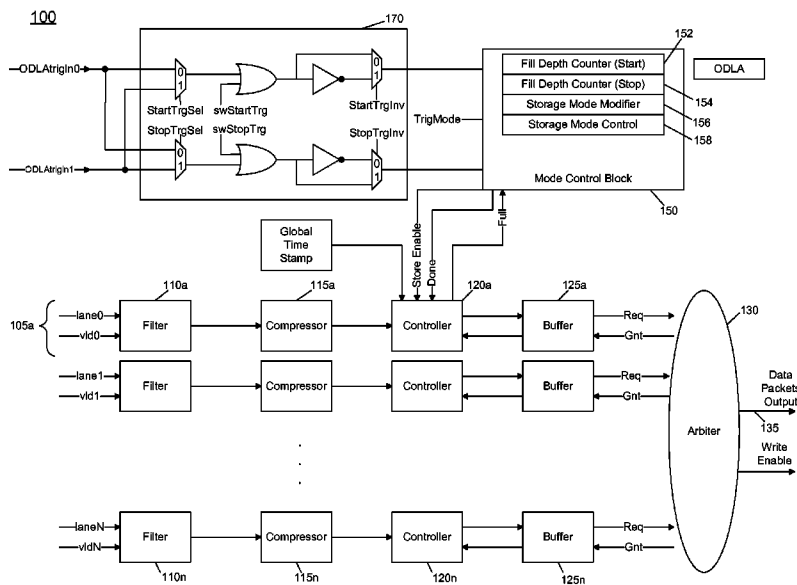 100
170
ODLAtrigIn0
0
1
StartTrgSel
StopTrgSel
swStartTrg
swStopTrg
0
1
StartTrgInv
StopTrgInv
ODLAtrigIn1
0
1
0
1
TrigMode
Fill Depth Counter (Start)
Fill Depth Counter (Stop)
Storage Mode Modifier
Storage Mode Control
Mode Control Block
152
154
156
158
150
ODLA
Global
Time
Stamp
Store Enable
Done
Full
105a
lane0
vld0
110a
Filter
115a
Compressor
120a
Controller
125a
Buffer
Req
Gnt
130
lane1
vld1
Filter
Compressor
Controller
Buffer
Req
Gnt
Arbiter
Data
Packets
Output
135
Write
Enable
laneN
vldN
Filter
110n
Compressor
115n
Controller
120n
Buffer
125n
Req
Gnt